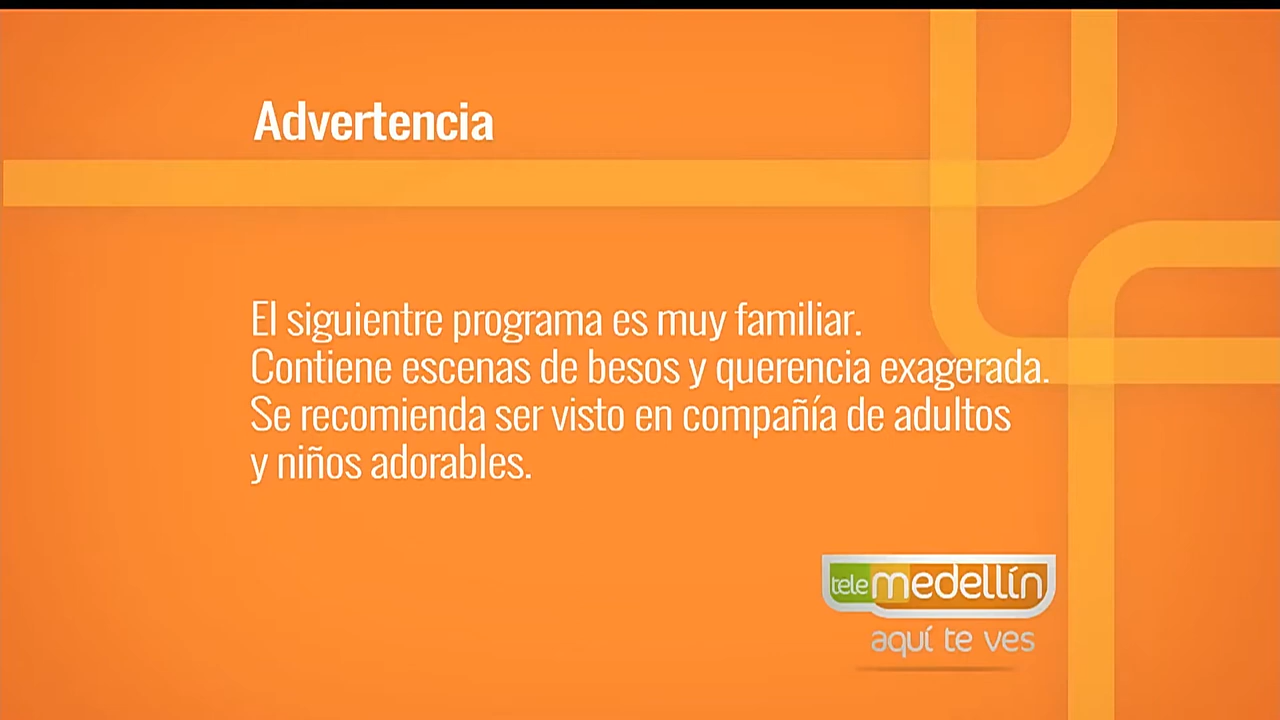 Advertencia
El siguientre programa es muy familiar.
Contiene escenas de besos y querencia exagerada.
Se recomienda ser visto en compañía de adultos
y niños adorables.
tele medellín
aquí te ves